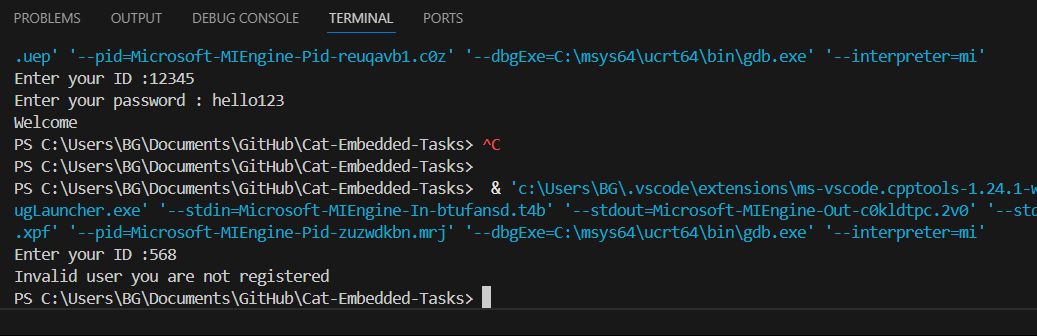 PROBLEMS OUTPUT DEBUG CONSOLE TERMINAL PORTS
.uep' '--pid=Microsoft-MIEngine-Pid-reuqavb1.c0z' '--dbgExe=C:\msys64\ucrt64\bin\gdb.exe' '--interpreter=mi'
Enter your ID :12345
Enter your password : hello123
Welcome
PS C:\Users\BG\Documents\GitHub\Cat-Embedded-Tasks> ^C
PS C:\Users\BG\Documents\GitHub\Cat-Embedded-Tasks>
PS C:\Users\BG\Documents\GitHub\Cat-Embedded-Tasks>  & 'c:\Users\BG\.vscode\extensions\ms-vscode.cpptools-1.24.1-w
ugLauncher.exe' '--stdin=Microsoft-MIEngine-In-btufansd.t4b' '--stdout=Microsoft-MIEngine-Out-c0kldtpc.2v0' '--std
.xpf' '--pid=Microsoft-MIEngine-Pid-zuzwdkbn.mrj' '--dbgExe=C:\msys64\ucrt64\bin\gdb.exe' '--interpreter=mi'
Enter your ID :568
Invalid user you are not registered
PS C:\Users\BG\Documents\GitHub\Cat-Embedded-Tasks>